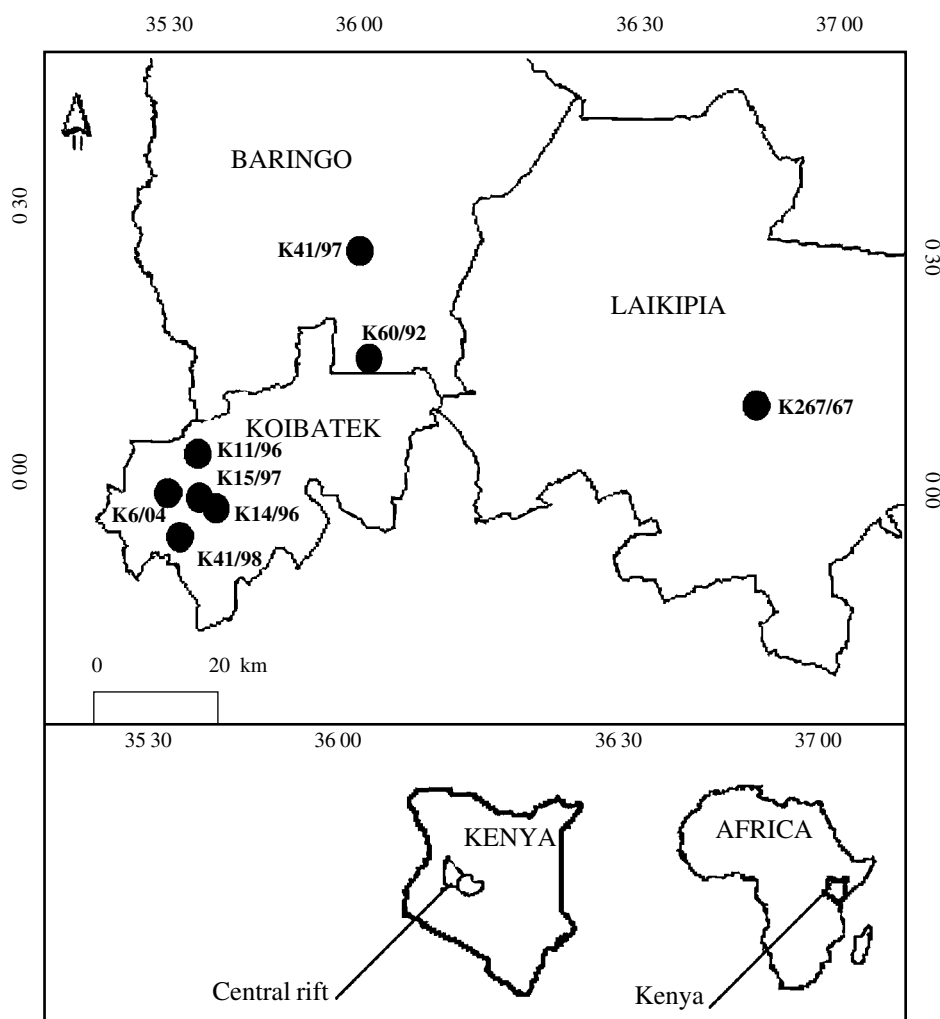 35 30 36 00 36 30 37 00
BARINGO
0 30
K41/97
0 30
LAIKIPIA
K60/92
K267/67
KOIBATEK
K11/96
0 00
K15/97
0 00
K6/04
K14/96
K41/98
0 20 km
35 30 36 00 36 30 37 00
KENYA
AFRICA
Central rift
Kenya